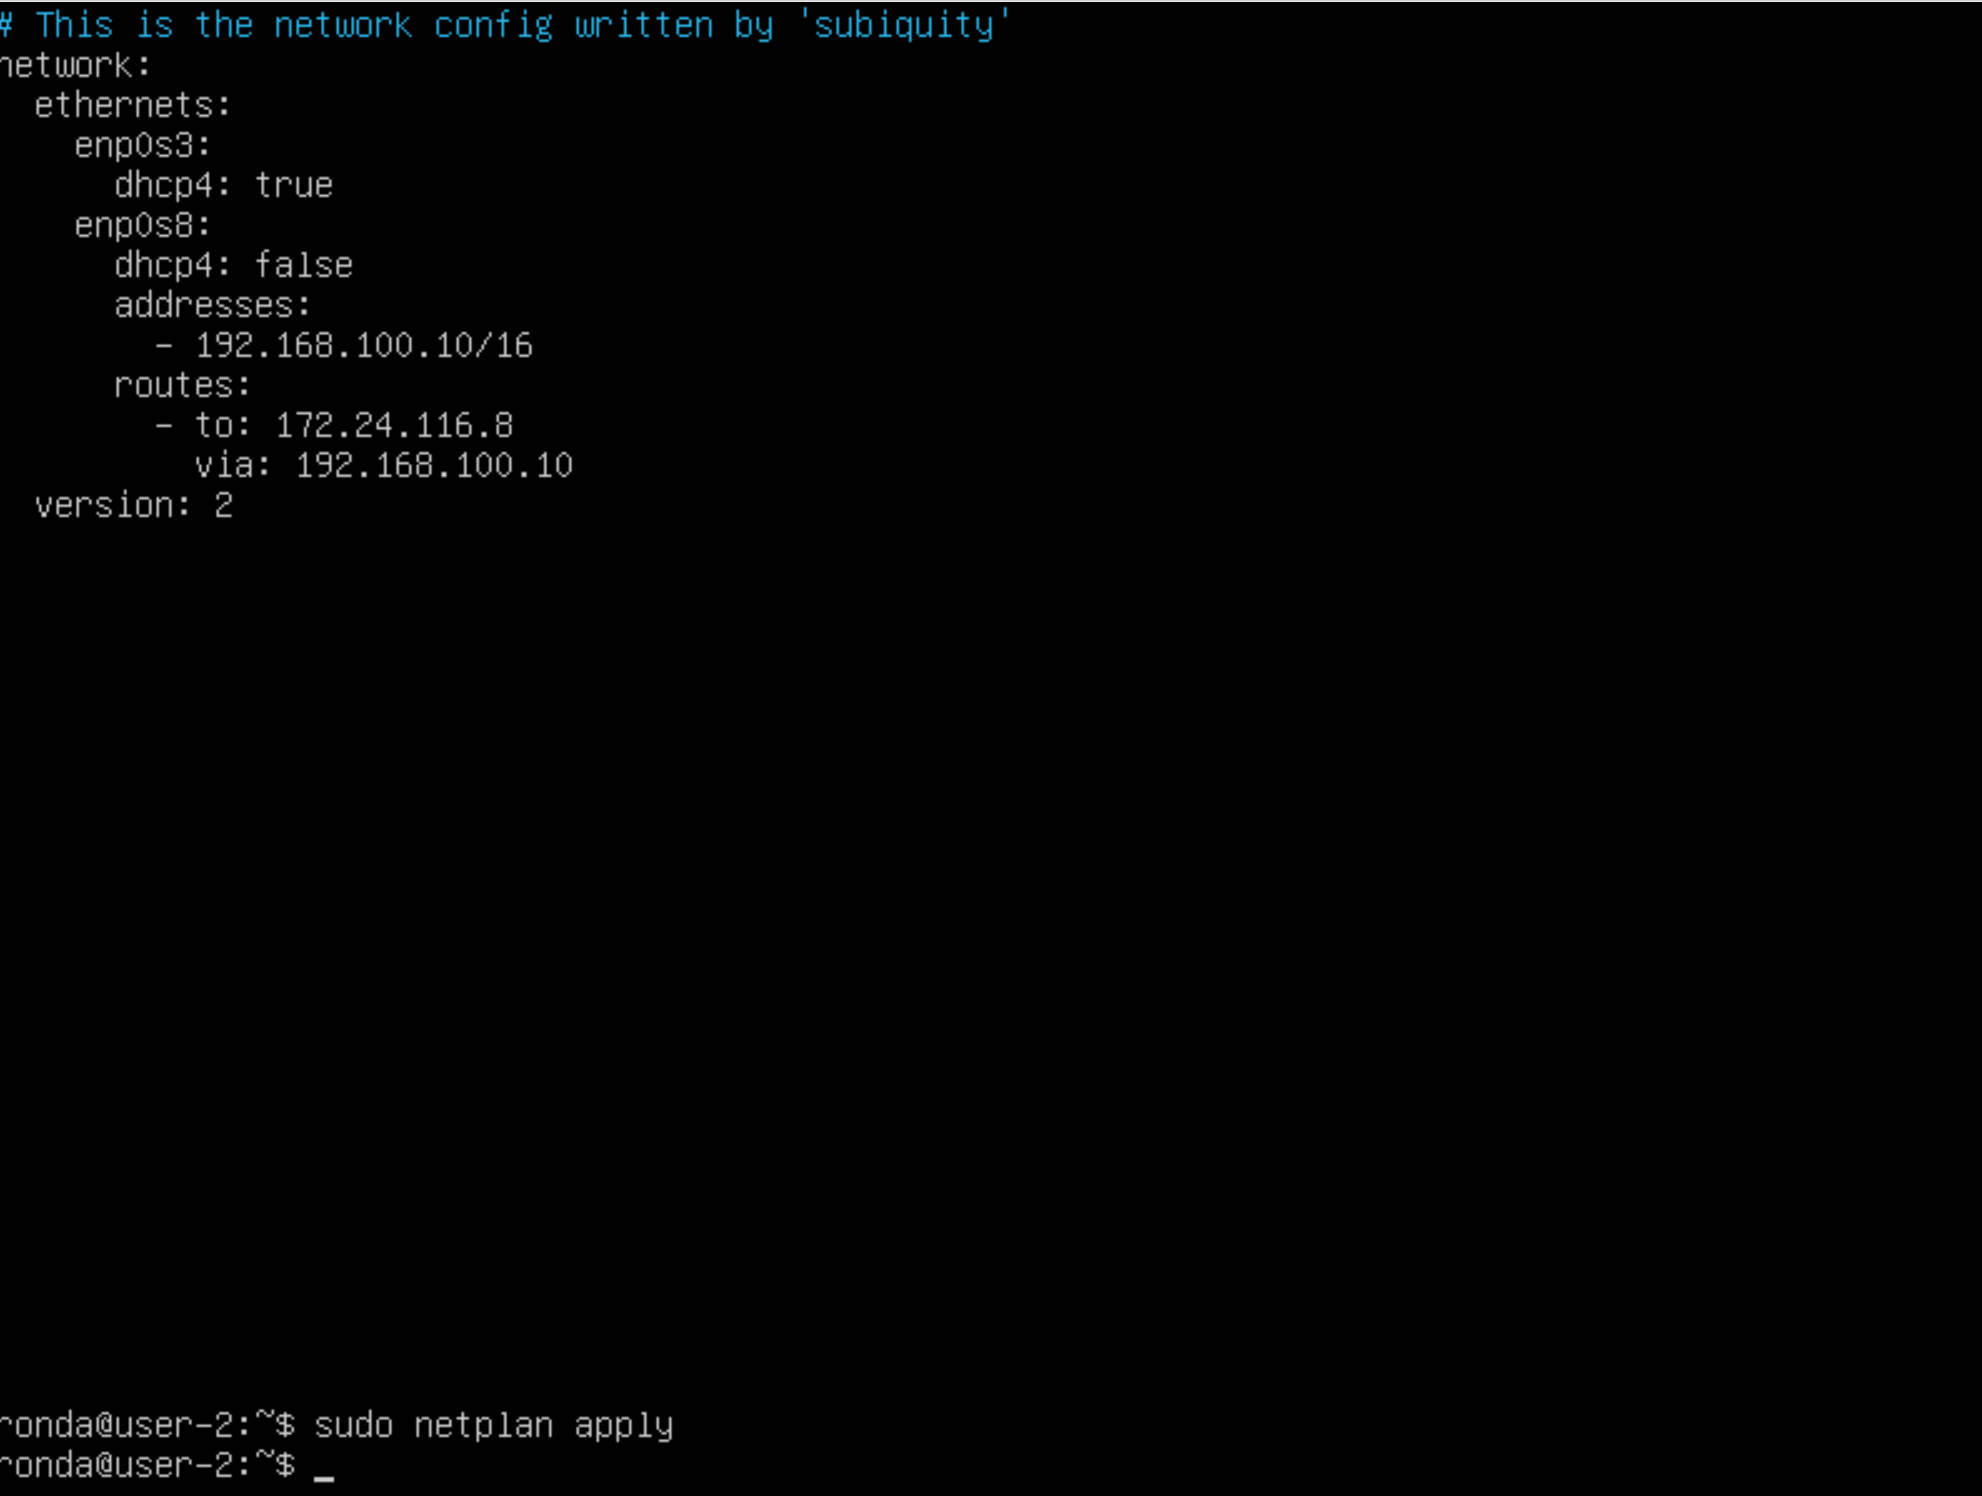 # This is the network config written by 'subiquity'
network:
  ethernets:
    enp0s3:
      dhcp4: true
    enp0s8:
      dhcp4: false
      addresses:
        - 192.168.100.10/16
      routes:
        - to: 172.24.116.8
          via: 192.168.100.10
  version: 2
ronda@user-2:~$ sudo netplan apply
ronda@user-2:~$ _